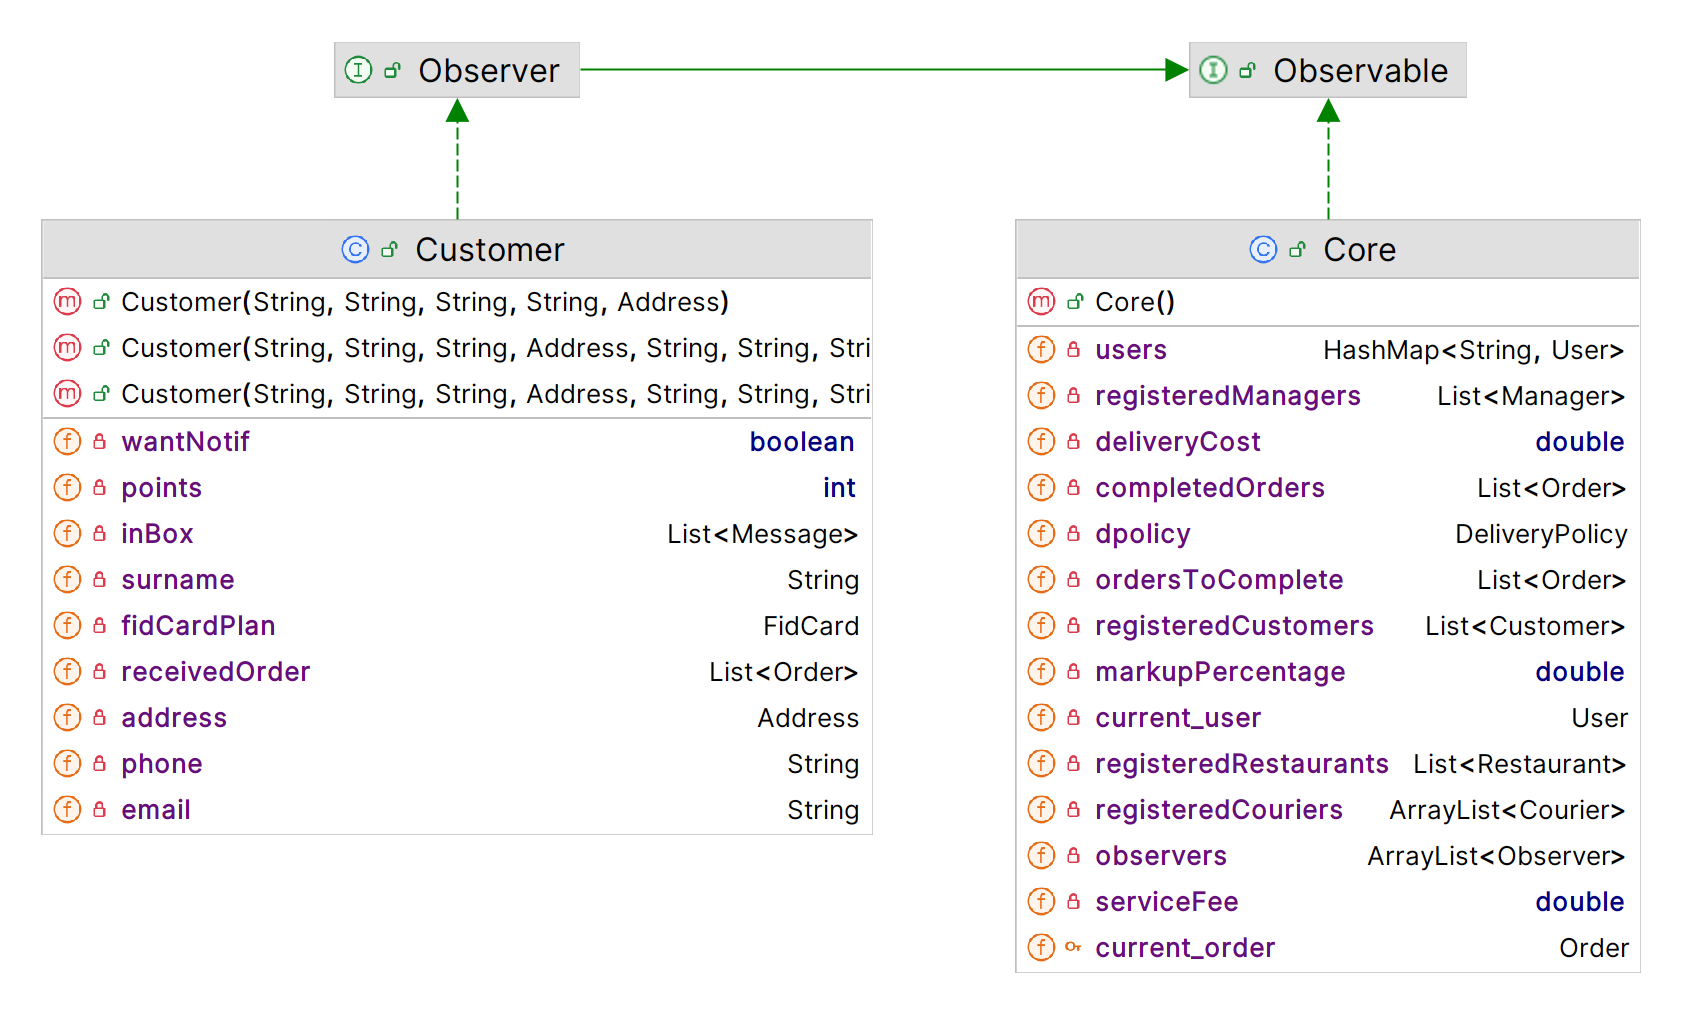 Observer
Observable
Customer
Customer(String, String, String, String, Address)
Customer(String, String, String, Address, String, String, Stri
Customer(String, String, String, Address, String, String, Stri
wantNotif boolean
points int
inBox List<Message>
surname String
fidCardPlan FidCard
receivedOrder List<Order>
address Address
phone String
email String
Core
Core()
users HashMap<String, User>
registeredManagers List<Manager>
deliveryCost double
completedOrders List<Order>
dpolicy DeliveryPolicy
ordersToComplete List<Order>
registeredCustomers List<Customer>
markupPercentage double
current_user User
registeredRestaurants List<Restaurant>
registeredCouriers ArrayList<Courier>
observers ArrayList<Observer>
serviceFee double
current_order Order